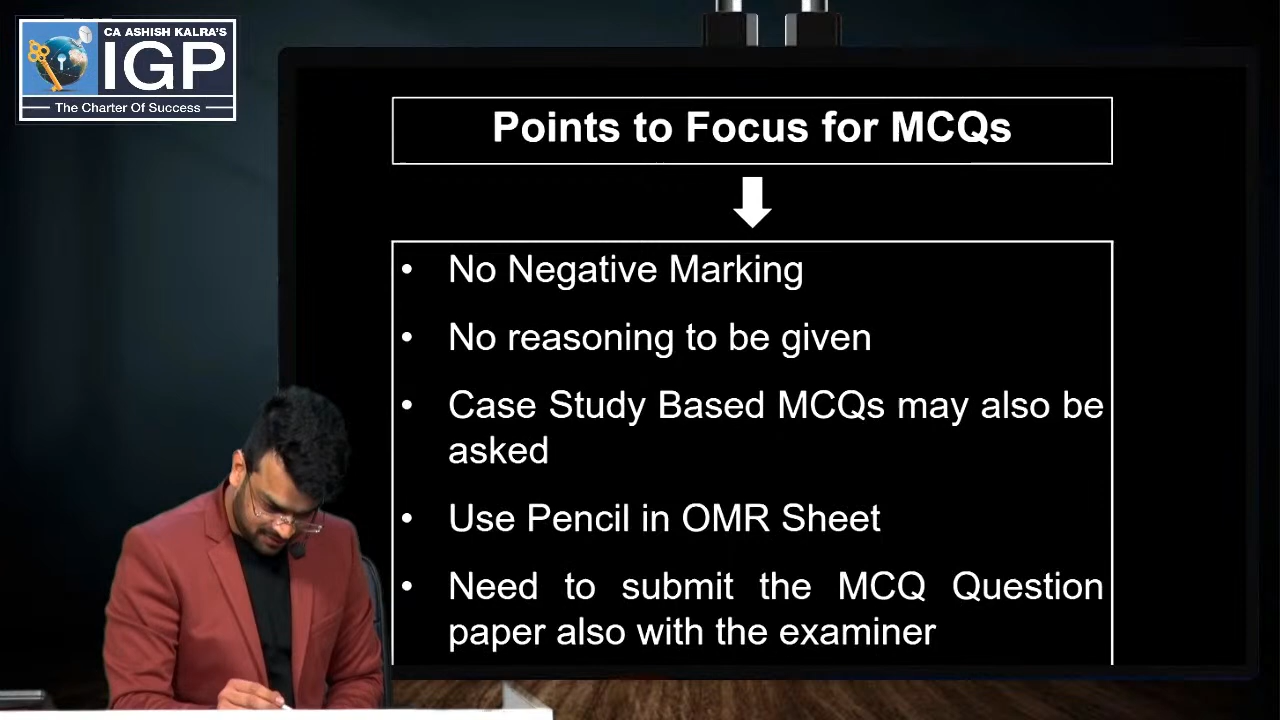 CA ASHISH KALRA'S
IGP
The Charter Of Success
Points to Focus for MCQs
• No Negative Marking
• No reasoning to be given
• Case Study Based MCQs may also be
asked
• Use Pencil in OMR Sheet
• Need to submit the MCQ Question
paper also with the examiner